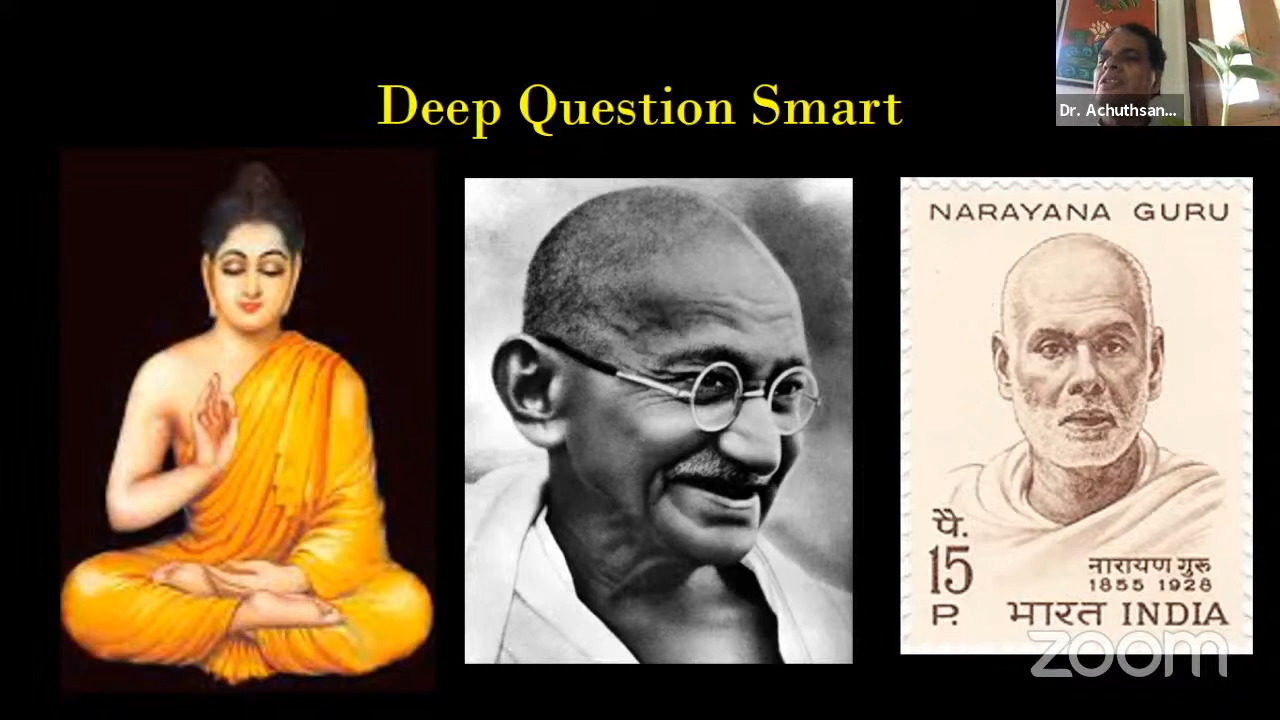 Deep Question Smart
Dr. Achuthsan...
NARAYANA GURU
पै.
15
P.
नारायण गुरु
1855 1928
भारत INDIA
zoom